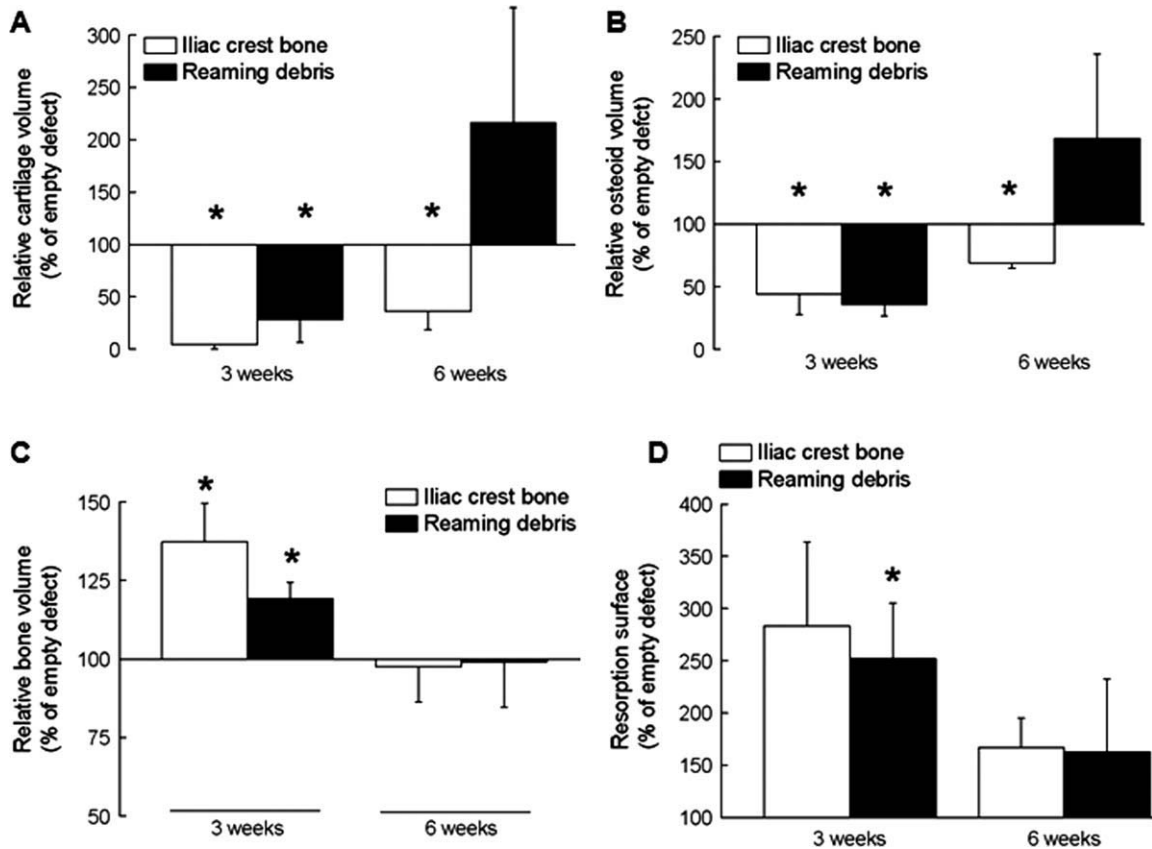 A
Relative cartilage volume
(% of empty defect)
300
250
200
150
100
50
0
Iliac crest bone
Reaming debris
*
*
*
3 weeks
6 weeks
B
Relative osteoid volume
(% of empty defct)
250
200
150
100
50
0
Iliac crest bone
Reaming debris
*
*
*
3 weeks
6 weeks
C
Relative bone volume
(% of empty defect)
150
125
100
75
50
Iliac crest bone
Reaming debris
*
*
3 weeks
6 weeks
D
Iliac crest bone
Reaming debris
Resorption surface
(% of empty defect)
400
350
300
250
200
150
100
*
3 weeks
6 weeks